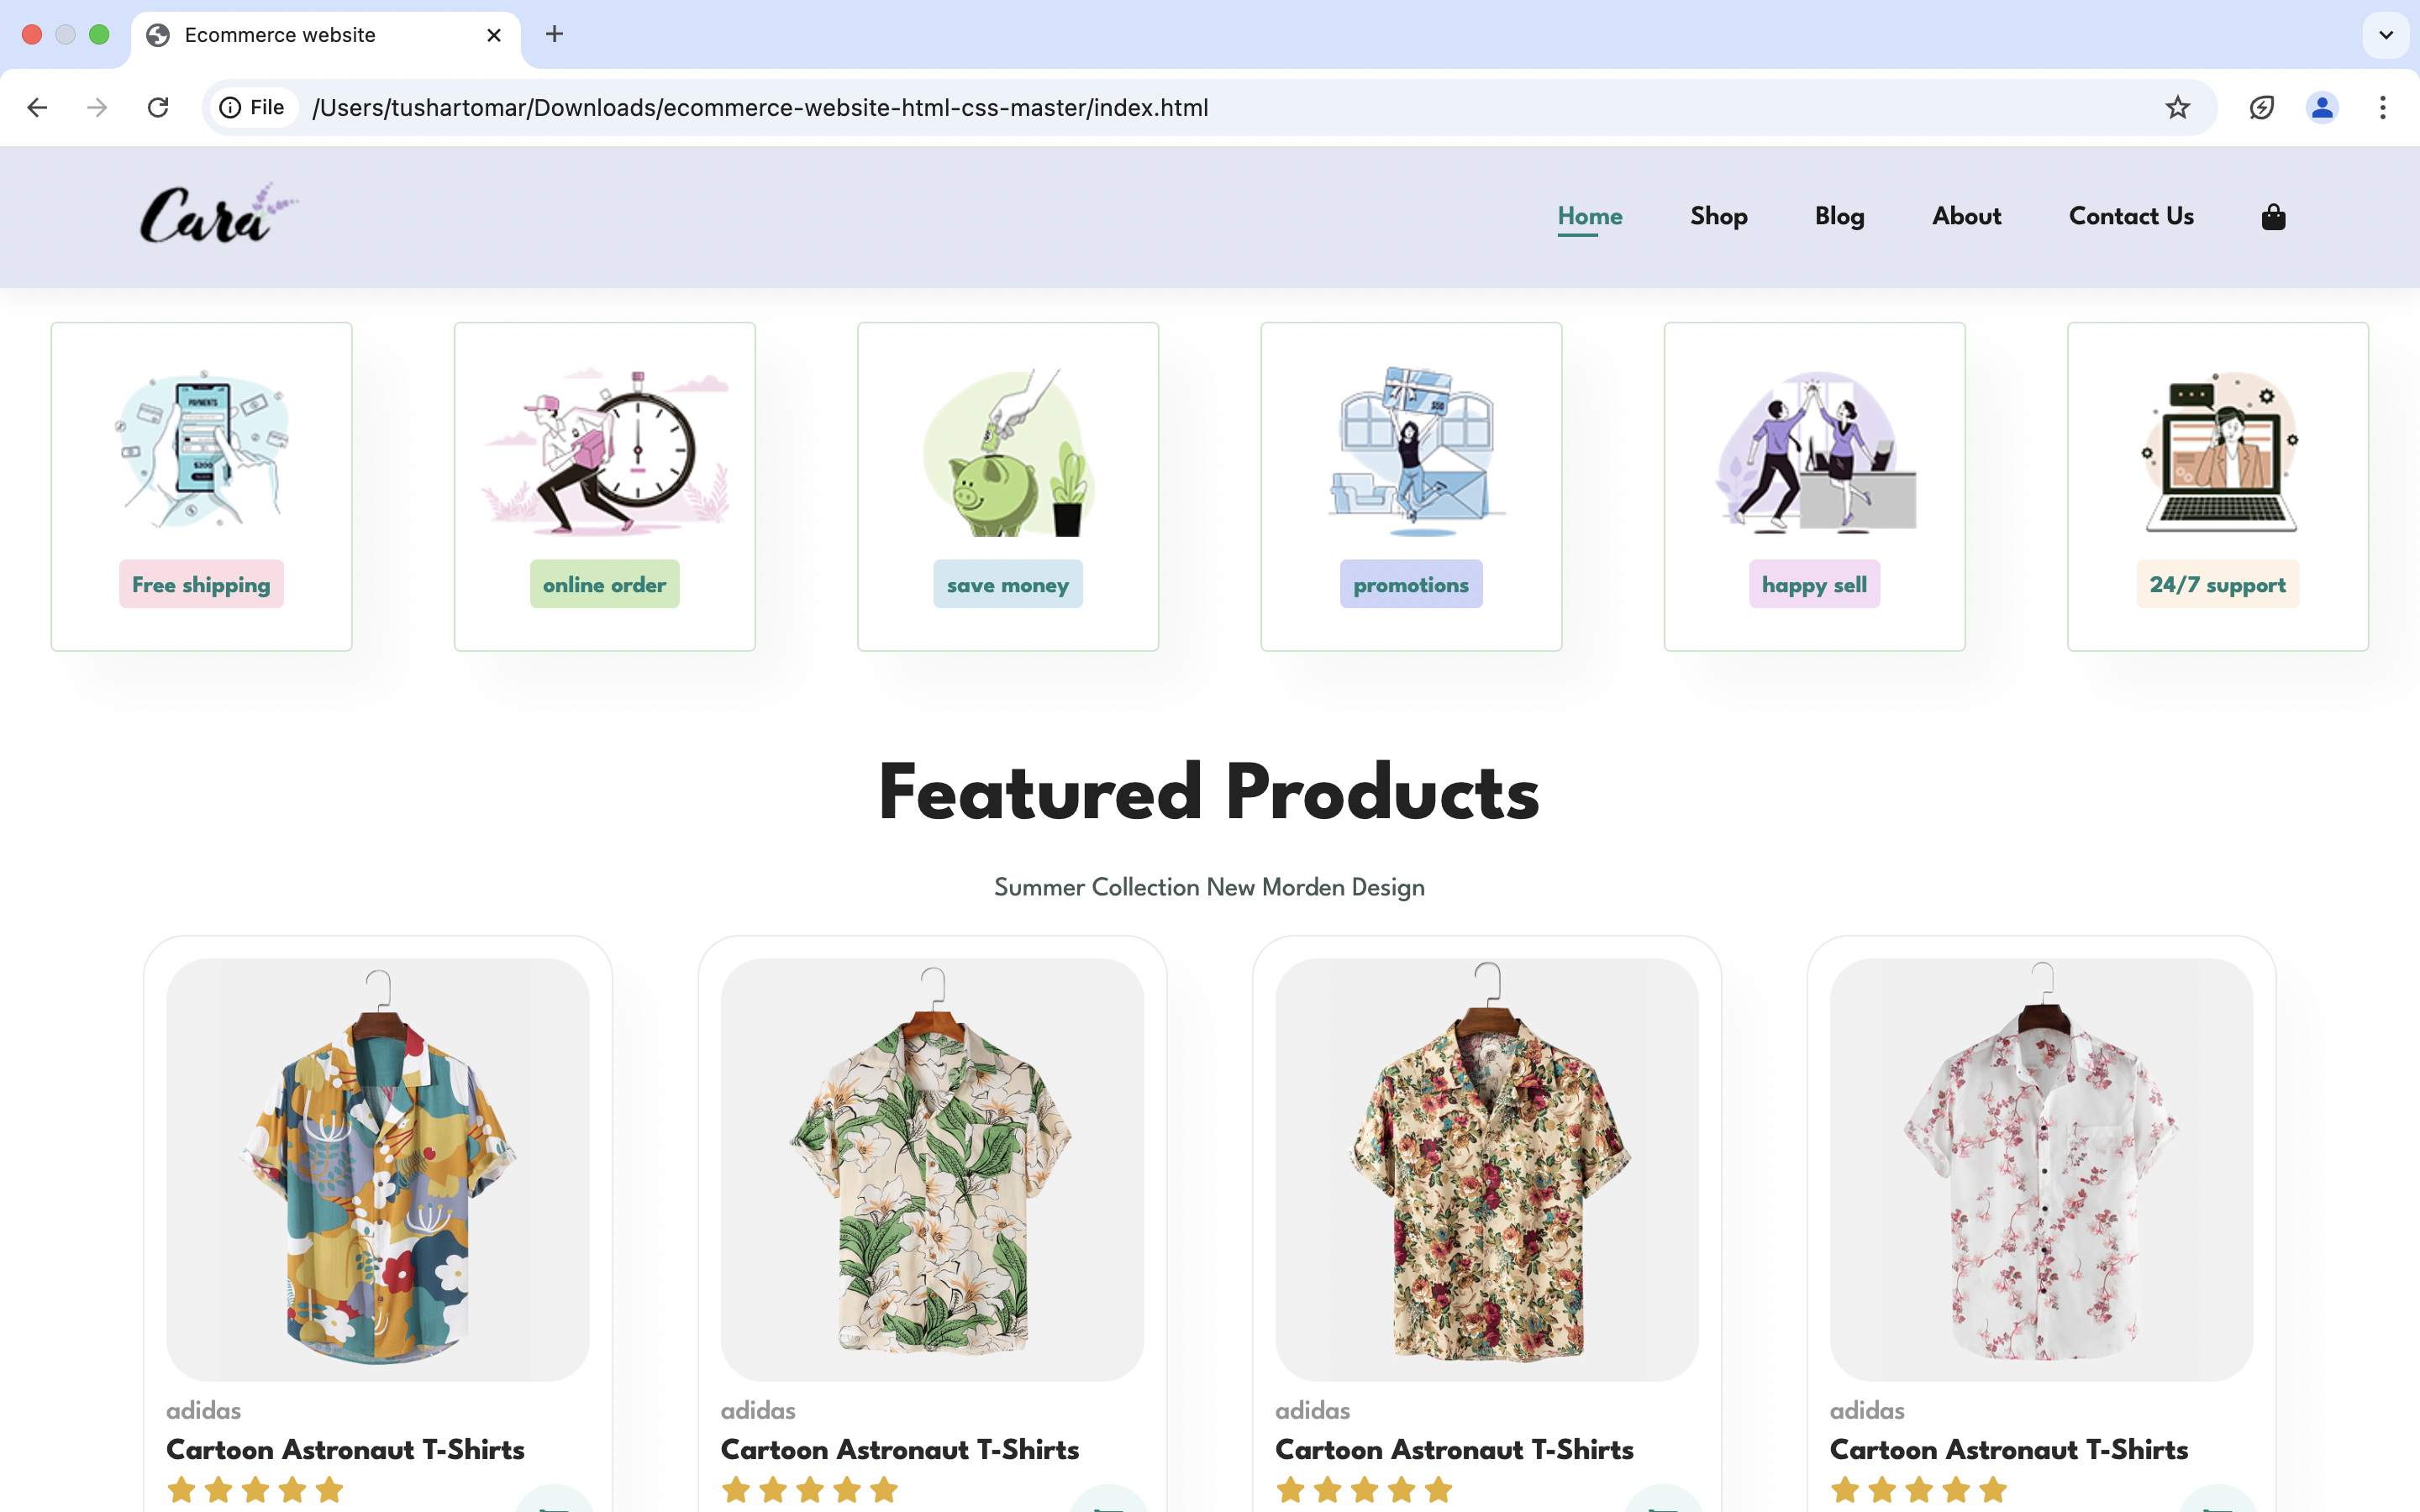 Ecommerce website
File /Users/tushartomar/Downloads/ecommerce-website-html-css-master/index.html
Cara Home Shop Blog About Contact Us
PAYMENTS
$200
$50
Free shipping online order save money promotions happy sell 24/7 support
Featured Products
Summer Collection New Morden Design
adidas adidas adidas adidas
Cartoon Astronaut T-Shirts Cartoon Astronaut T-Shirts Cartoon Astronaut T-Shirts Cartoon Astronaut T-Shirts